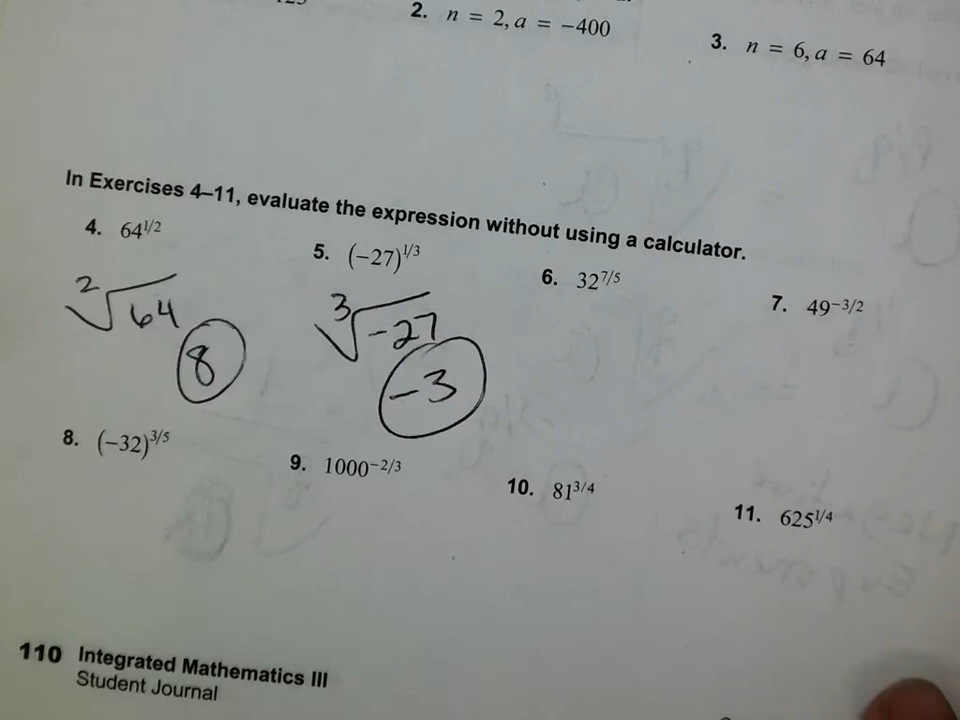 2. n = 2, a = −400
3. n = 6, a = 64
In Exercises 4–11, evaluate the expression without using a calculator.
4. 64^1/2
5. (−27)^1/3
6. 32^7/5
7. 49^−3/2
2√64
8
3√-27
-3
8. (−32)^3/5
9. 1000^−2/3
10. 81^3/4
11. 625^1/4
110 Integrated Mathematics III
Student Journal